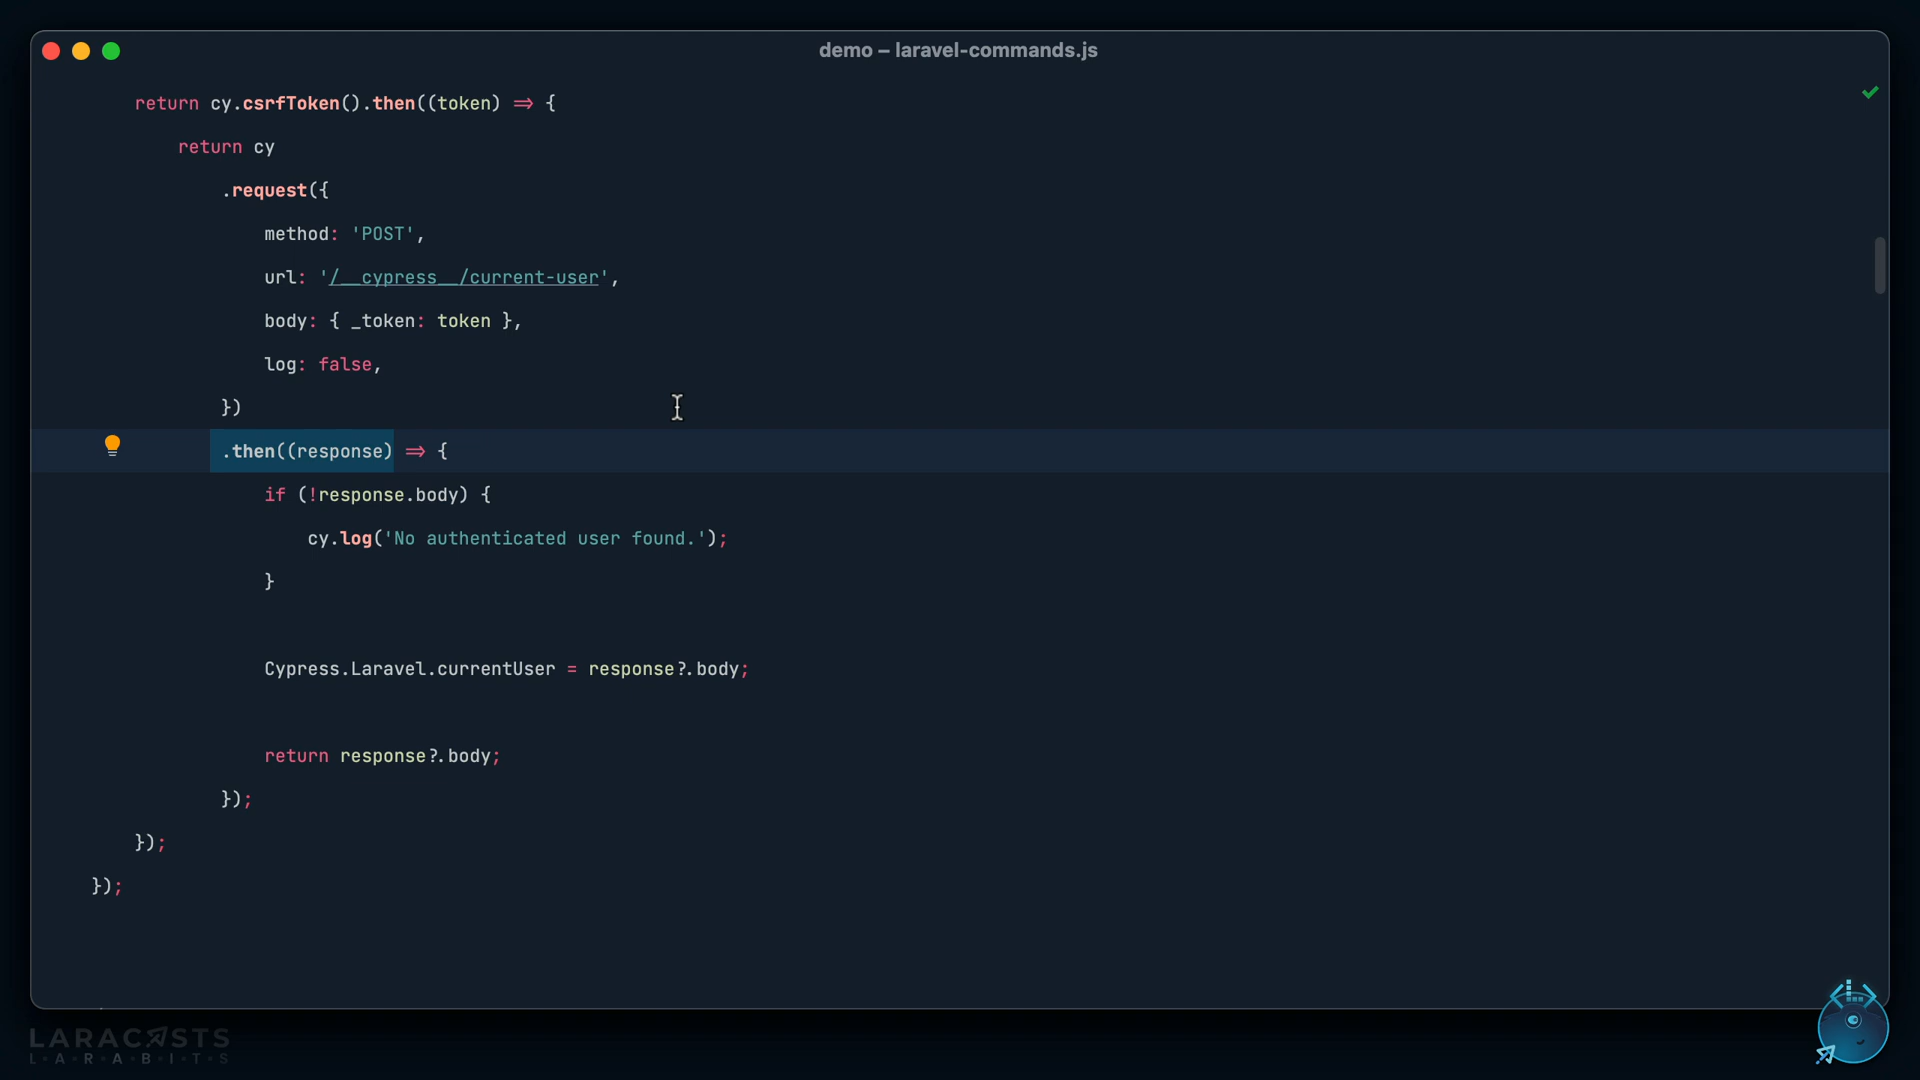 demo – laravel-commands.js
return cy.csrfToken().then((token) => {
return cy
.request({
method: 'POST',
url: '/__cypress__/current-user',
body: { _token: token },
log: false,
})
.then((response) => {
if (!response.body) {
cy.log('No authenticated user found.');
}
Cypress.Laravel.currentUser = response?.body;
return response?.body;
});
});
});
LARACASTS
L·A·R·A·B·I·T·S